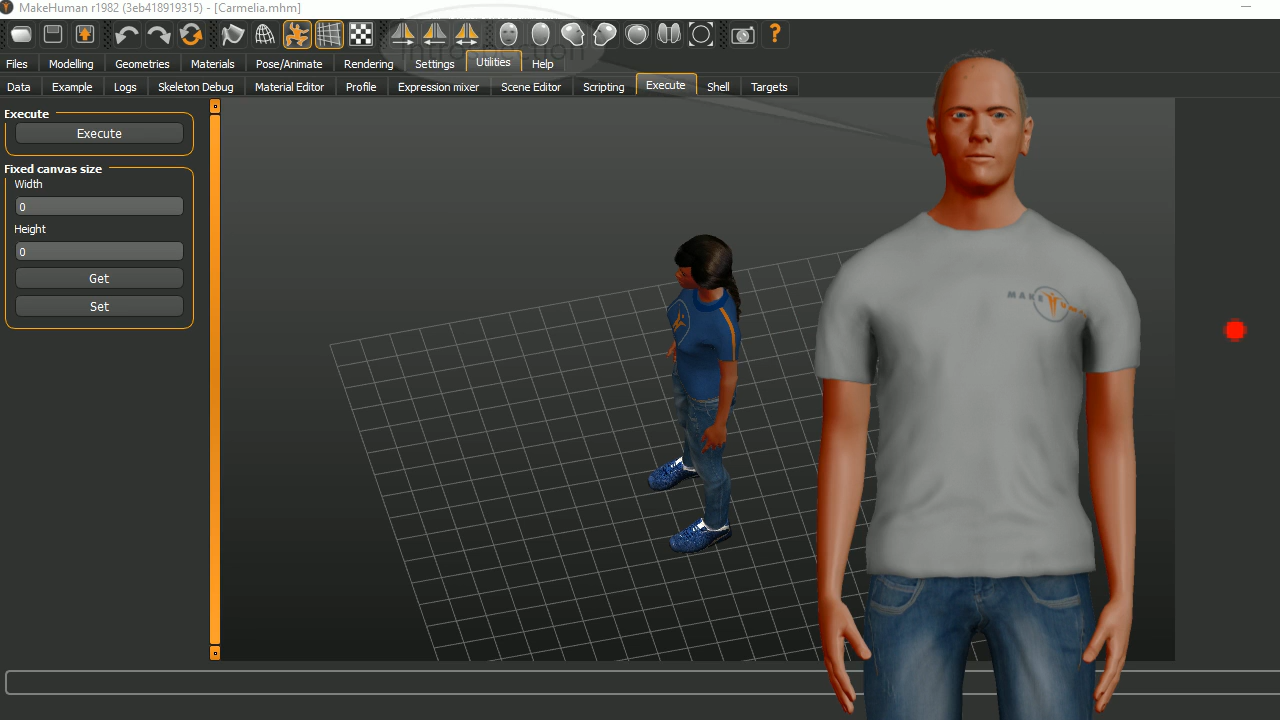 MakeHuman r1982 (3eb418919315) - [Carmelia.mhm]
Files Modelling Geometries Materials Pose/Animate Rendering Settings Utilities Help
Data Example Logs Skeleton Debug Material Editor Profile Expression mixer Scene Editor Scripting Execute Shell Targets
Execute
Execute
Fixed canvas size
Width
0
Height
0
Get
Set
MAKE